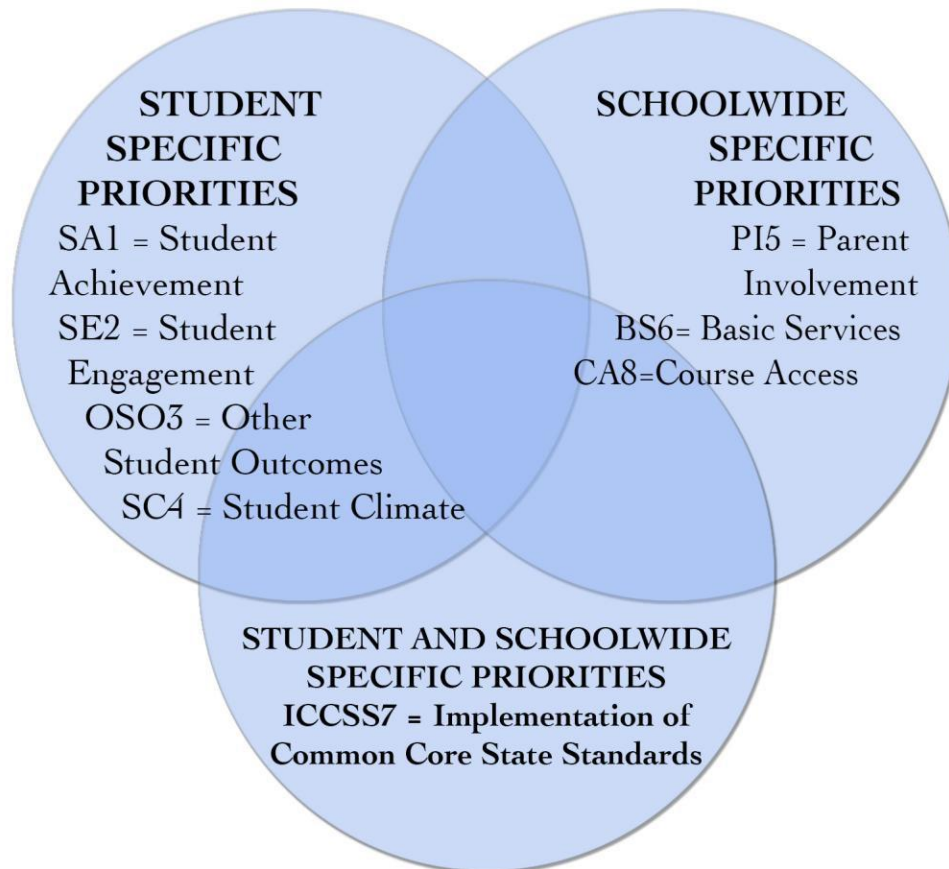 STUDENT
SPECIFIC
PRIORITIES
SA1 = Student
Achievement
SE2 = Student
Engagement
OSO3 = Other
Student Outcomes
SC4 = Student Climate
SCHOOLWIDE
SPECIFIC
PRIORITIES
PI5 = Parent
Involvement
BS6= Basic Services
CA8=Course Access
STUDENT AND SCHOOLWIDE
SPECIFIC PRIORITIES
ICCSS7 = Implementation of
Common Core State Standards